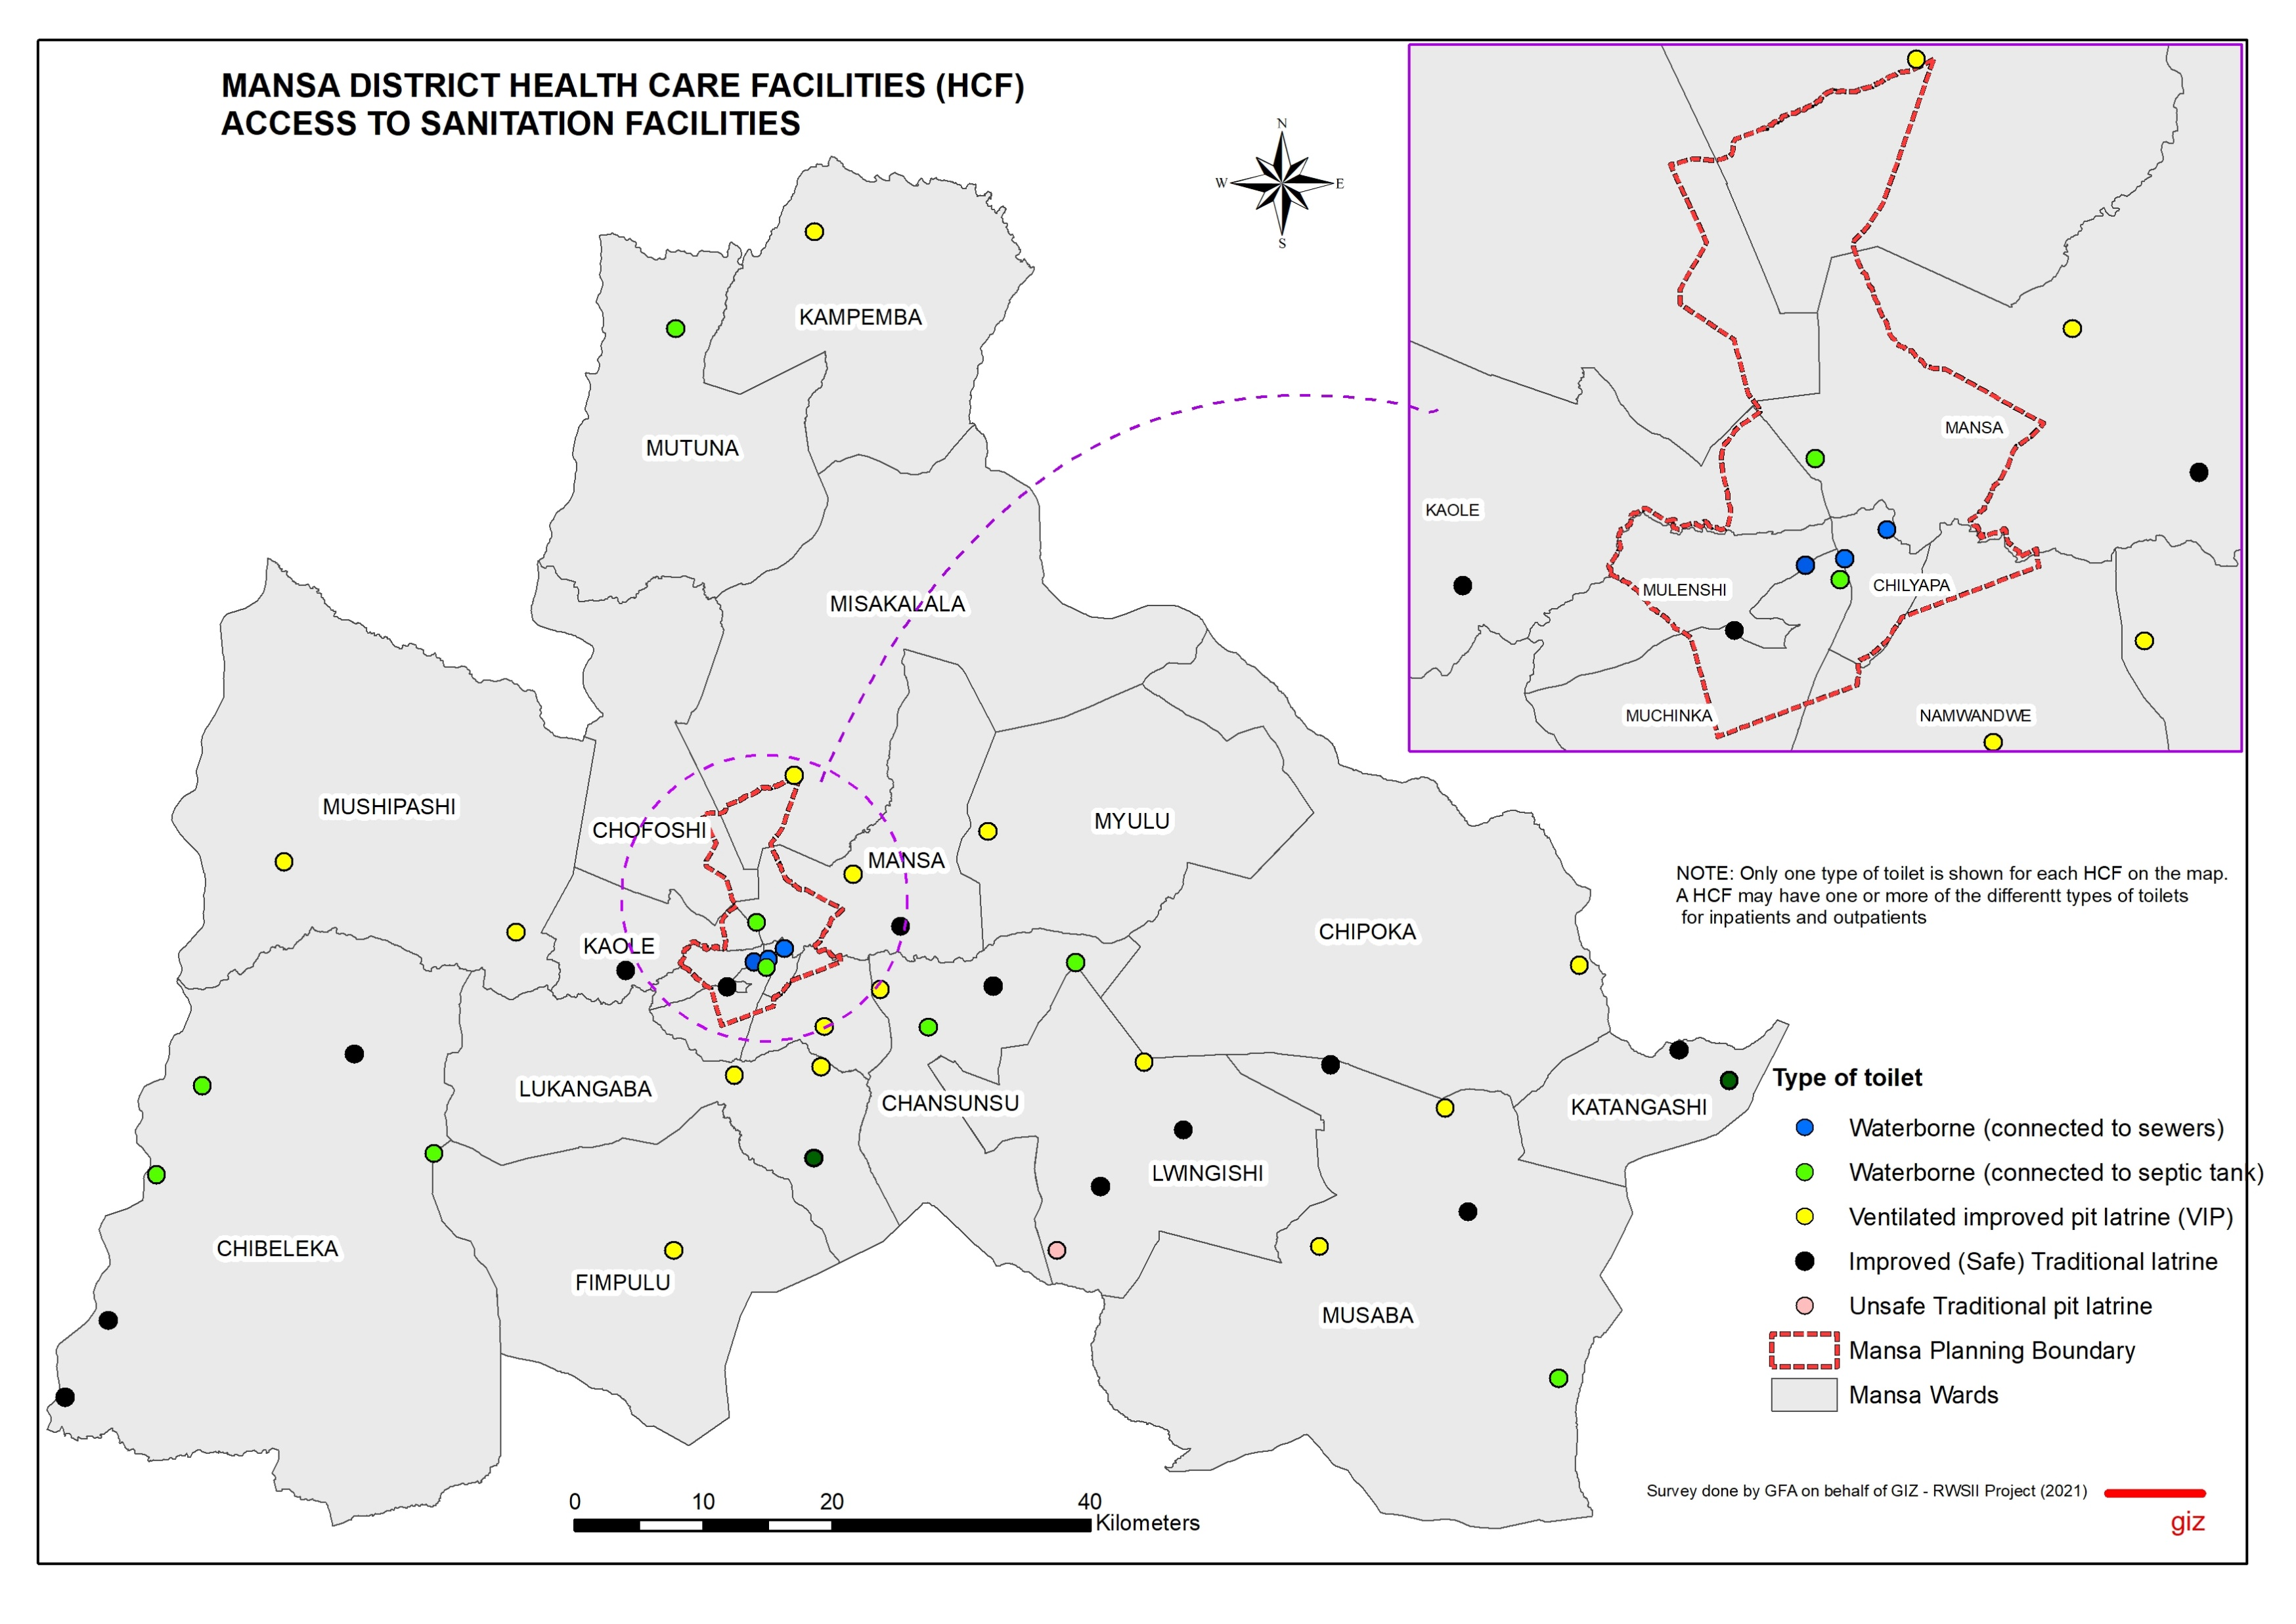 MANSA DISTRICT HEALTH CARE FACILITIES (HCF)
ACCESS TO SANITATION FACILITIES
N
W
E
S
KAMPEMBA
MUTUNA
MISAKALALA
MUSHIPASHI
CHOFOSHI
MYULU
MANSA
KAOLE
CHIPOKA
LUKANGABA
CHANSUNSU
KATANGASHI
LWINGISHI
CHIBELEKA
FIMPULU
MUSABA
MANSA
KAOLE
MULENSHI
CHILYAPA
MUCHINKA
NAMWANDWE
NOTE: Only one type of toilet is shown for each HCF on the map.
A HCF may have one or more of the differentt types of toilets
for inpatients and outpatients
Type of toilet
Waterborne (connected to sewers)
Waterborne (connected to septic tank)
Ventilated improved pit latrine (VIP)
Improved (Safe) Traditional latrine
Unsafe Traditional pit latrine
Mansa Planning Boundary
Mansa Wards
0 10 20 40
Kilometers
Survey done by GFA on behalf of GIZ - RWSII Project (2021)
giz